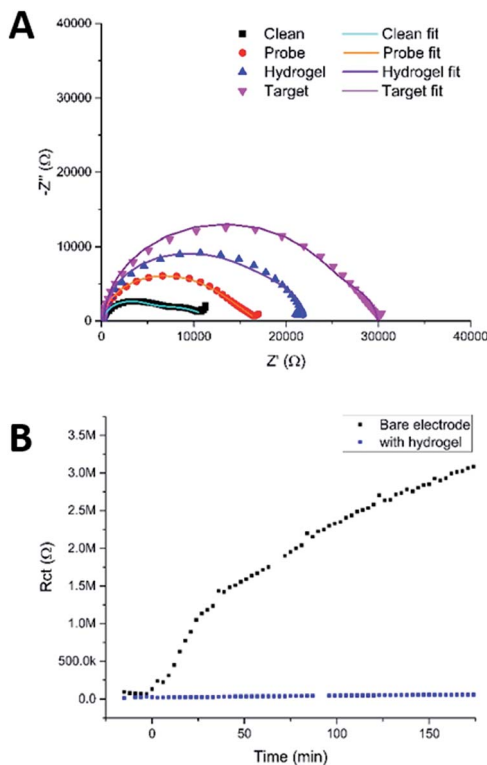 A
Clean
Probe
Hydrogel
Target
Clean fit
Probe fit
Hydrogel fit
Target fit
40000
30000
20000
10000
0
-Z'' (Ω)
0
10000
20000
30000
40000
Z' (Ω)
B
Bare electrode
with hydrogel
3.5M
3.0M
2.5M
2.0M
1.5M
1.0M
500.0k
0.0
Rct (Ω)
0
50
100
150
Time (min)